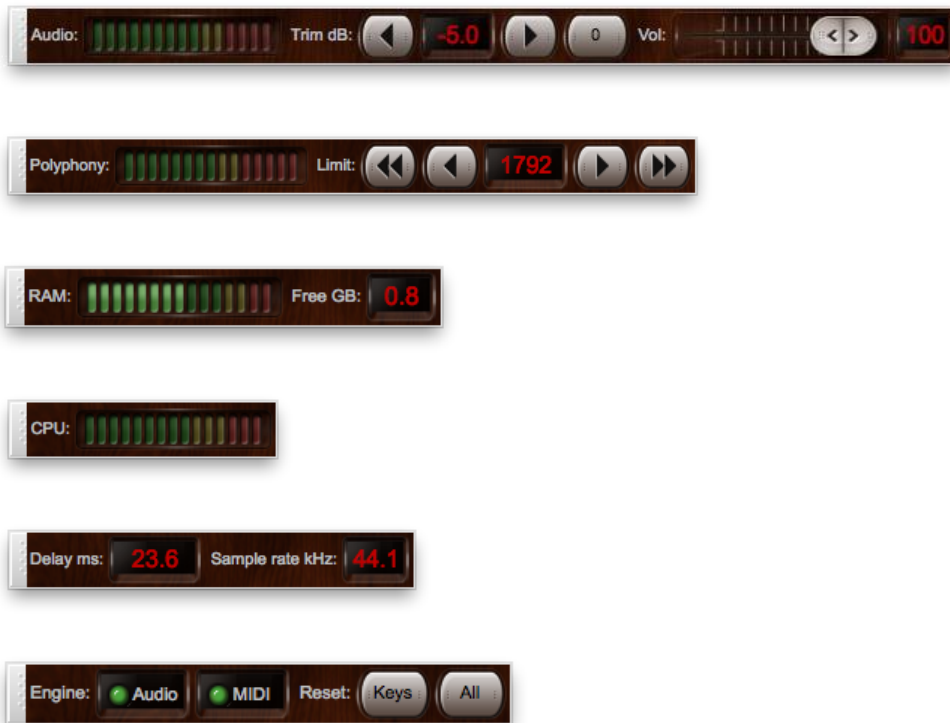 Audio: Trim dB: -5.0 0 Vol: 100
Polyphony: Limit: 1792
RAM: Free GB: 0.8
CPU:
Delay ms: 23.6 Sample rate kHz: 44.1
Engine: Audio MIDI Reset: Keys All